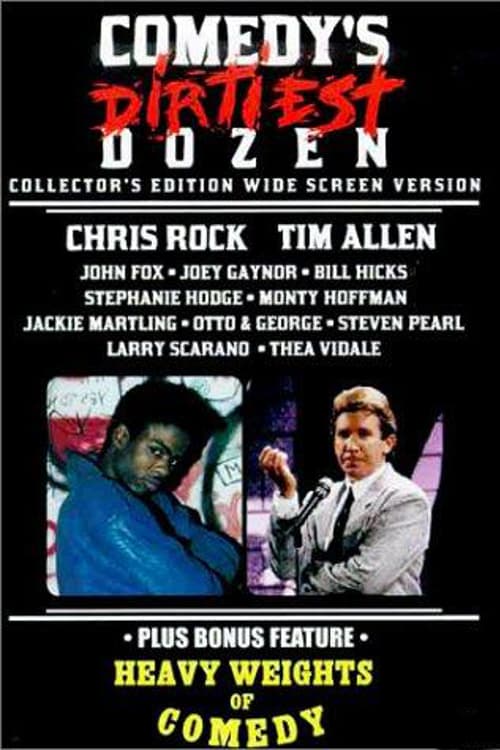 COMEDY'S
DIRTIEST
DOZEN
COLLECTOR'S EDITION WIDE SCREEN VERSION
CHRIS ROCK TIM ALLEN
JOHN FOX • JOEY GAYNOR • BILL HICKS
STEPHANIE HODGE • MONTY HOFFMAN
JACKIE MARTLING • OTTO & GEORGE • STEVEN PEARL
LARRY SCARANO • THEA VIDALE
• PLUS BONUS FEATURE •
HEAVY WEIGHTS
OF
COMEDY